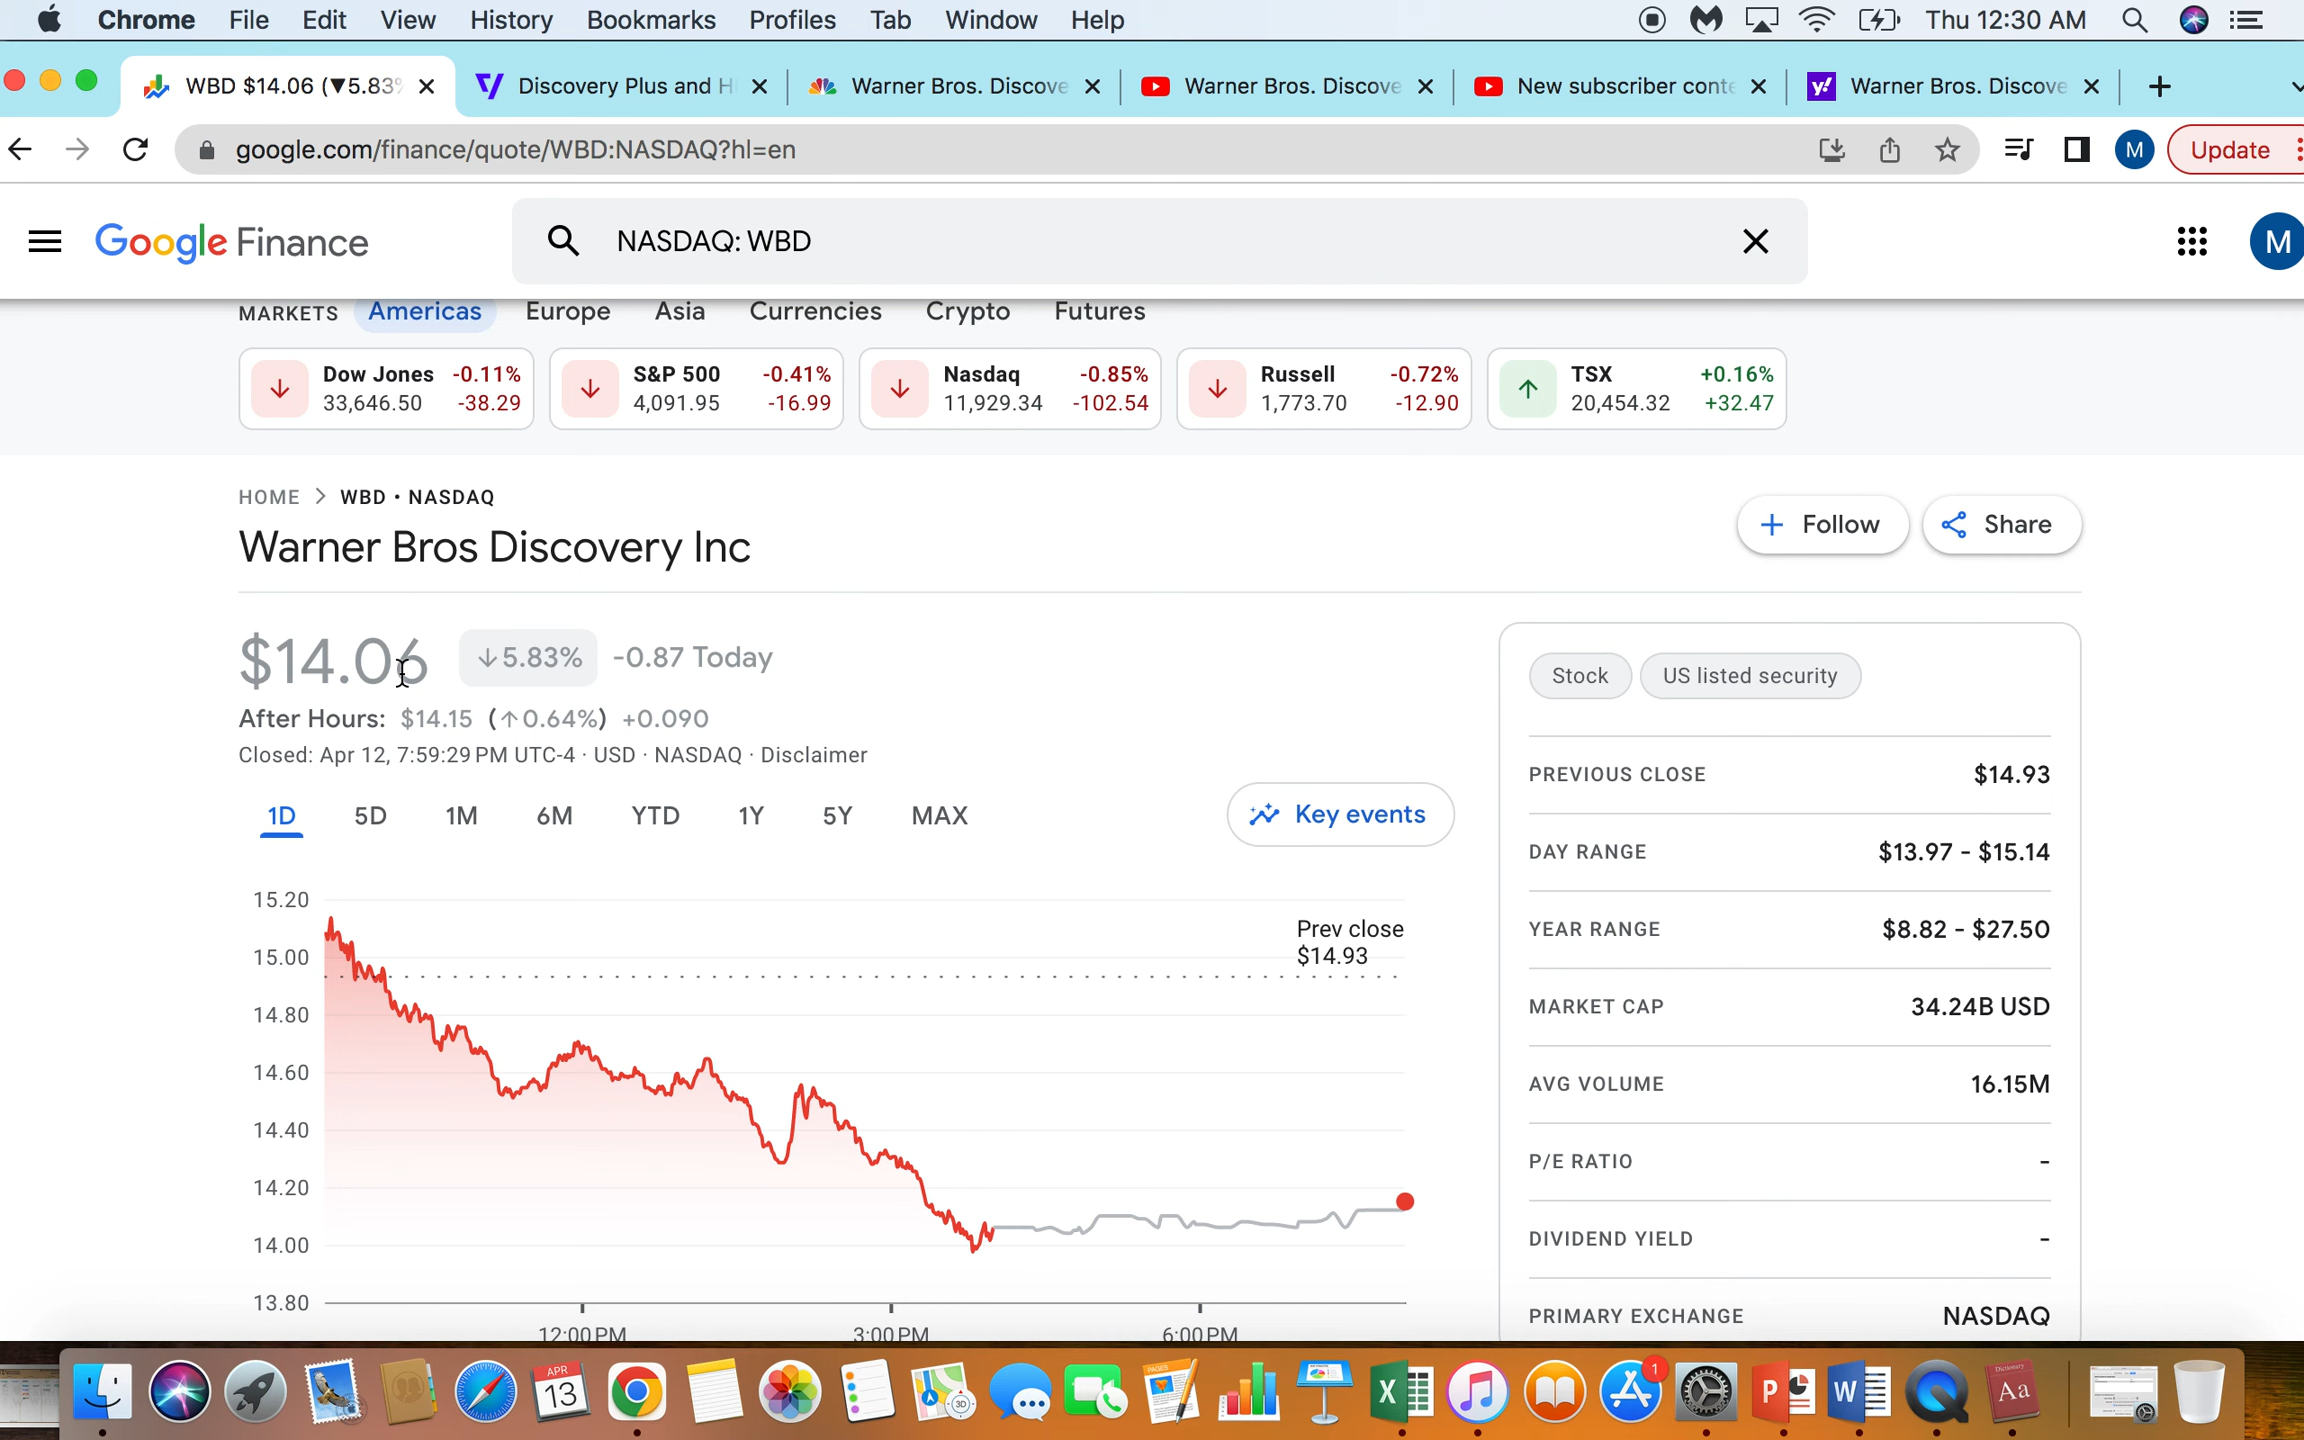 Chrome File Edit View History Bookmarks Profiles Tab Window Help Thu 12:30 AM
WBD $14.06 (▼5.83% Discovery Plus and H Warner Bros. Discove Warner Bros. Discove New subscriber conte Warner Bros. Discove
google.com/finance/quote/WBD:NASDAQ?hl=en M Update
Google Finance NASDAQ: WBD M
MARKETS Americas Europe Asia Currencies Crypto Futures
Dow Jones -0.11% S&P 500 -0.41% Nasdaq -0.85% Russell -0.72% TSX +0.16%
33,646.50 -38.29 4,091.95 -16.99 11,929.34 -102.54 1,773.70 -12.90 20,454.32 +32.47
HOME > WBD • NASDAQ
Warner Bros Discovery Inc
+ Follow Share
$14.06 ↓5.83% -0.87 Today
After Hours: $14.15 (↑0.64%) +0.090
Closed: Apr 12, 7:59:29 PM UTC-4 · USD · NASDAQ · Disclaimer
1D 5D 1M 6M YTD 1Y 5Y MAX
Key events
15.20
15.00
14.80
14.60
14.40
14.20
14.00
13.80
Prev close
$14.93
12:00 PM 3:00 PM 6:00 PM
Stock US listed security
PREVIOUS CLOSE $14.93
DAY RANGE $13.97 - $15.14
YEAR RANGE $8.82 - $27.50
MARKET CAP 34.24B USD
AVG VOLUME 16.15M
P/E RATIO -
DIVIDEND YIELD -
PRIMARY EXCHANGE NASDAQ
APR
13
3D
PAGES
X
1
P
W
Dictionary
Aa